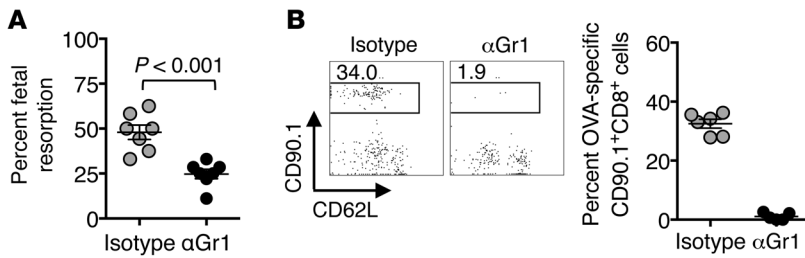 A
Percent fetal
resorption
100
75
50
25
0
P < 0.001
Isotype αGr1
B
Isotype
αGr1
34.0
1.9
CD90.1
CD62L
Percent OVA-specific
CD90.1+CD8+ cells
60
40
20
0
Isotype αGr1